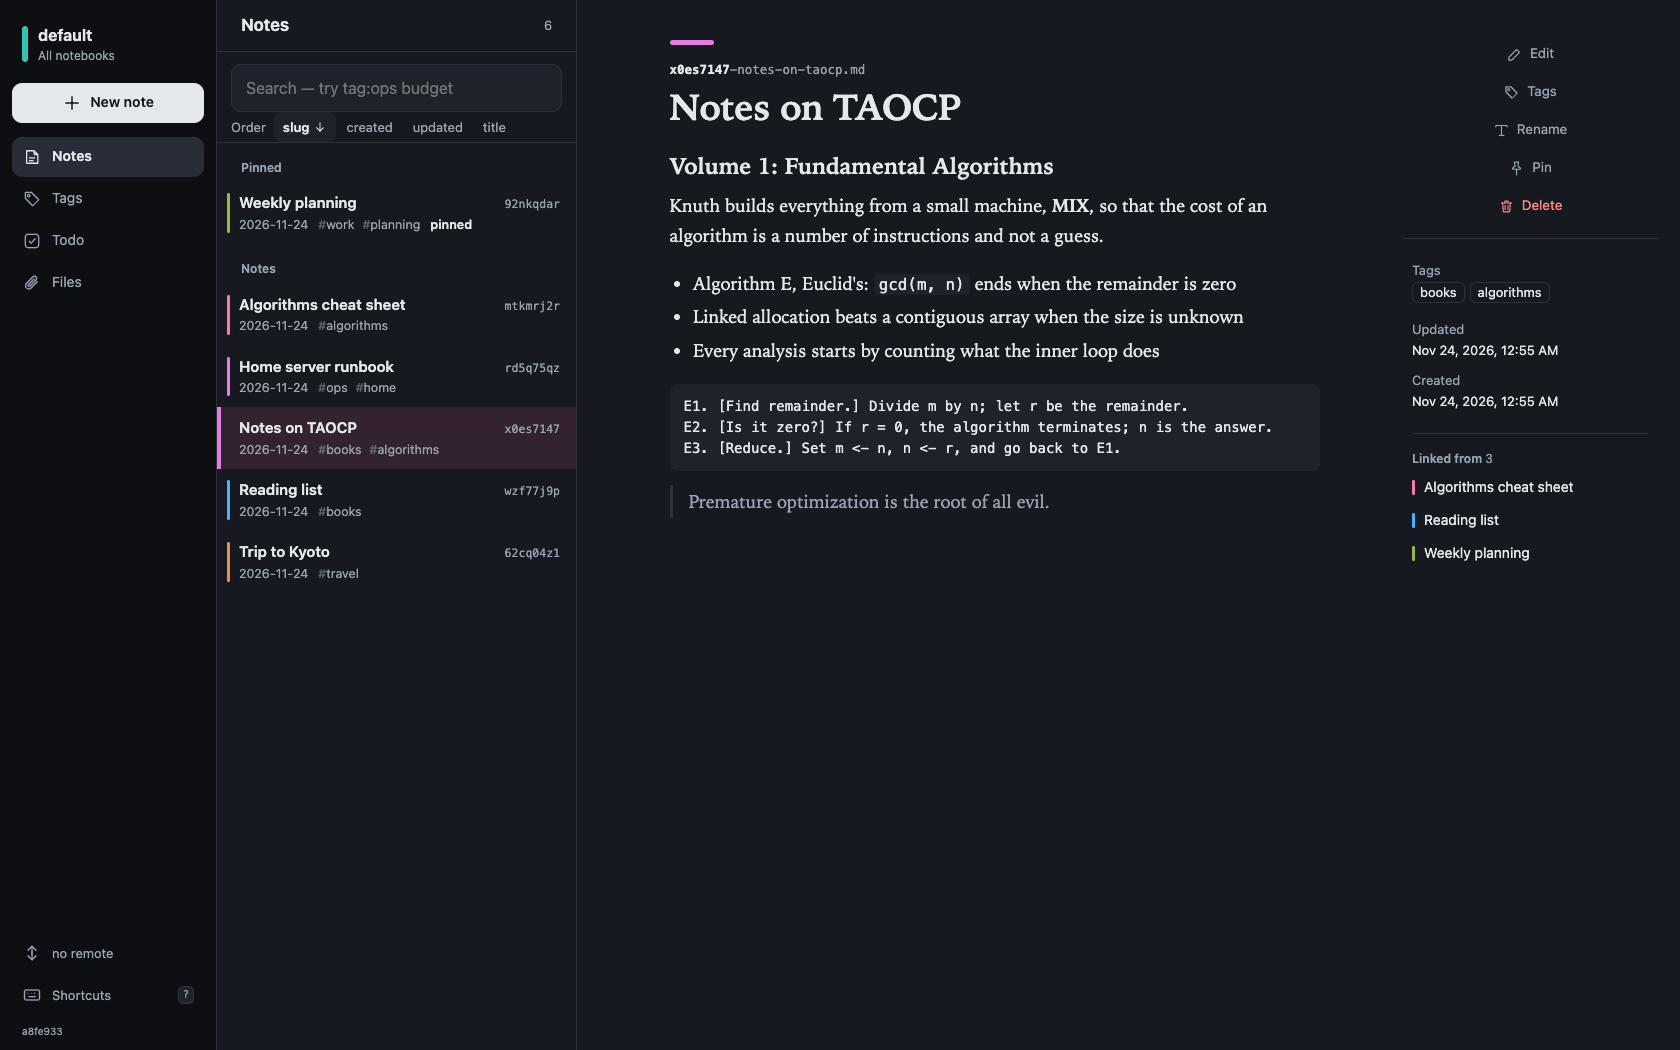 default
All notebooks
New note
Notes
Tags
Todo
Files
no remote
Shortcuts ?
a8fe933
Notes 6
Search — try tag:ops budget
Order slug ↓ created updated title
Pinned
Weekly planning 92nkqdar
2026-11-24 #work #planning pinned
Notes
Algorithms cheat sheet mtkmrj2r
2026-11-24 #algorithms
Home server runbook rd5q75qz
2026-11-24 #ops #home
Notes on TAOCP x0es7147
2026-11-24 #books #algorithms
Reading list wzf77j9p
2026-11-24 #books
Trip to Kyoto 62cq04z1
2026-11-24 #travel
x0es7147-notes-on-taocp.md
Notes on TAOCP
Volume 1: Fundamental Algorithms
Knuth builds everything from a small machine, MIX, so that the cost of an
algorithm is a number of instructions and not a guess.
• Algorithm E, Euclid's: gcd(m, n) ends when the remainder is zero
• Linked allocation beats a contiguous array when the size is unknown
• Every analysis starts by counting what the inner loop does
E1. [Find remainder.] Divide m by n; let r be the remainder.
E2. [Is it zero?] If r = 0, the algorithm terminates; n is the answer.
E3. [Reduce.] Set m <- n, n <- r, and go back to E1.
Premature optimization is the root of all evil.
Edit
Tags
Rename
Pin
Delete
Tags
books algorithms
Updated
Nov 24, 2026, 12:55 AM
Created
Nov 24, 2026, 12:55 AM
Linked from 3
Algorithms cheat sheet
Reading list
Weekly planning